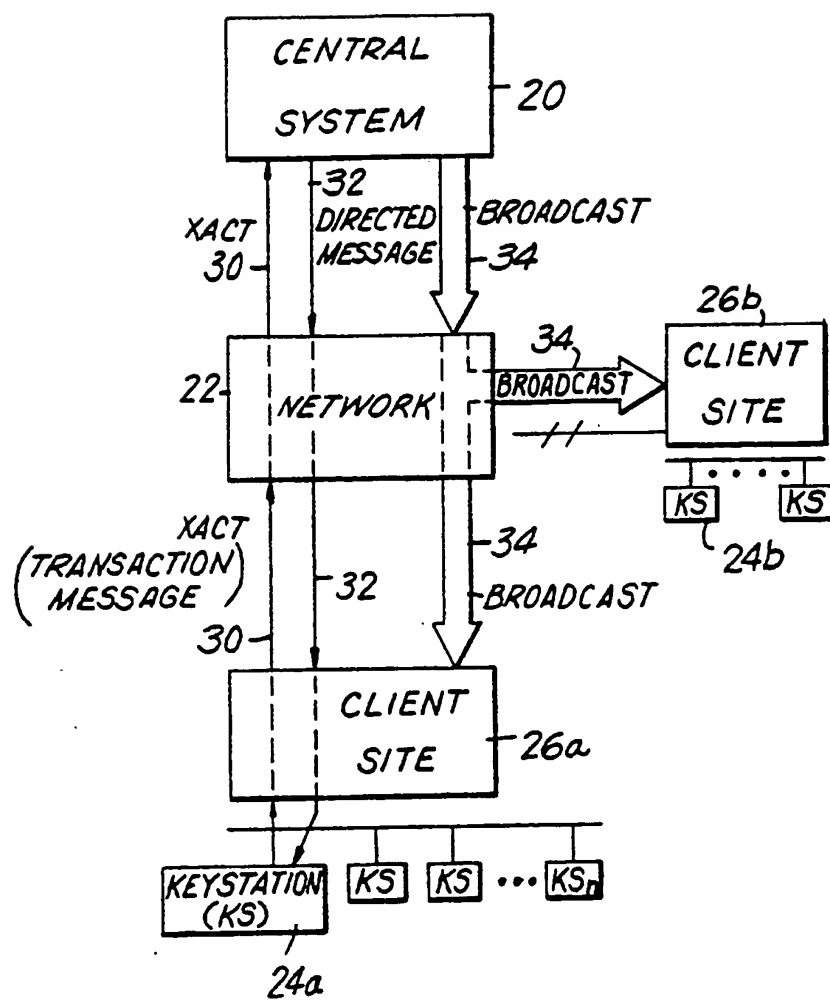 CENTRAL
SYSTEM
20
32
XACT
30
DIRECTED
MESSAGE
BROADCAST
34
26b
CLIENT
SITE
34
BROADCAST
22
NETWORK
KS
KS
24b
XACT
(TRANSACTION
MESSAGE)
30
32
34
BROADCAST
CLIENT
SITE
26a
KEYSTATION
(KS)
KS
KS
KSn
24a